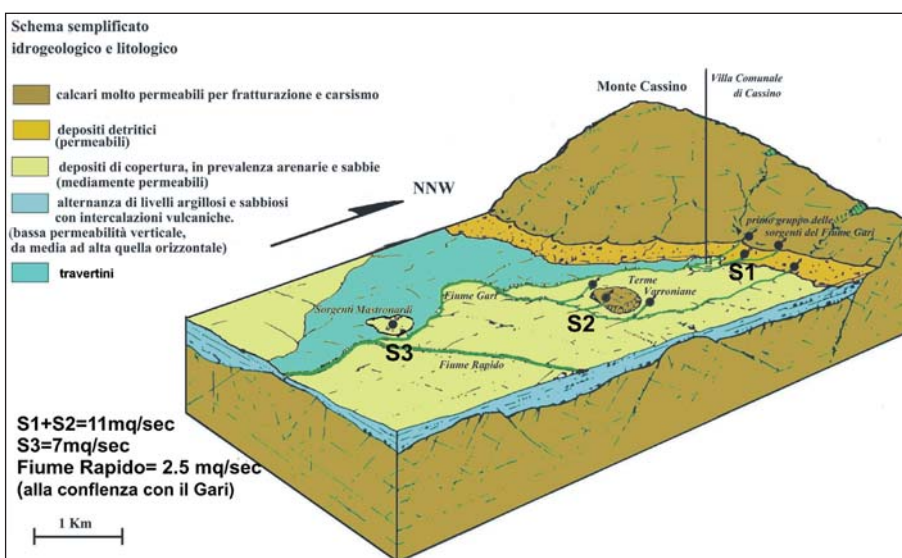 Schema semplificato
idrogeologico e litologico
calcari molto permeabili per fratturazione e carsismo
depositi detritici
(permeabili)
depositi di copertura, in prevalenza arenarie e sabbie
(mediamente permeabili)
alternanza di livelli argillosi e sabbiosi
con intercalazioni vulcaniche.
(bassa permeabilità verticale,
da media ad alta quella orizzontale)
travertini
NNW
Monte Cassino
Villa Comunale
di Cassino
primo gruppo delle
sorgenti del Fiume Gari
S1
Terme
Varroniane
S2
Fiume Gari
Sorgenti Mastronardi
S3
Fiume Rapido
S1+S2=11mq/sec
S3=7mq/sec
Fiume Rapido= 2.5 mq/sec
(alla conflenza con il Gari)
1 Km